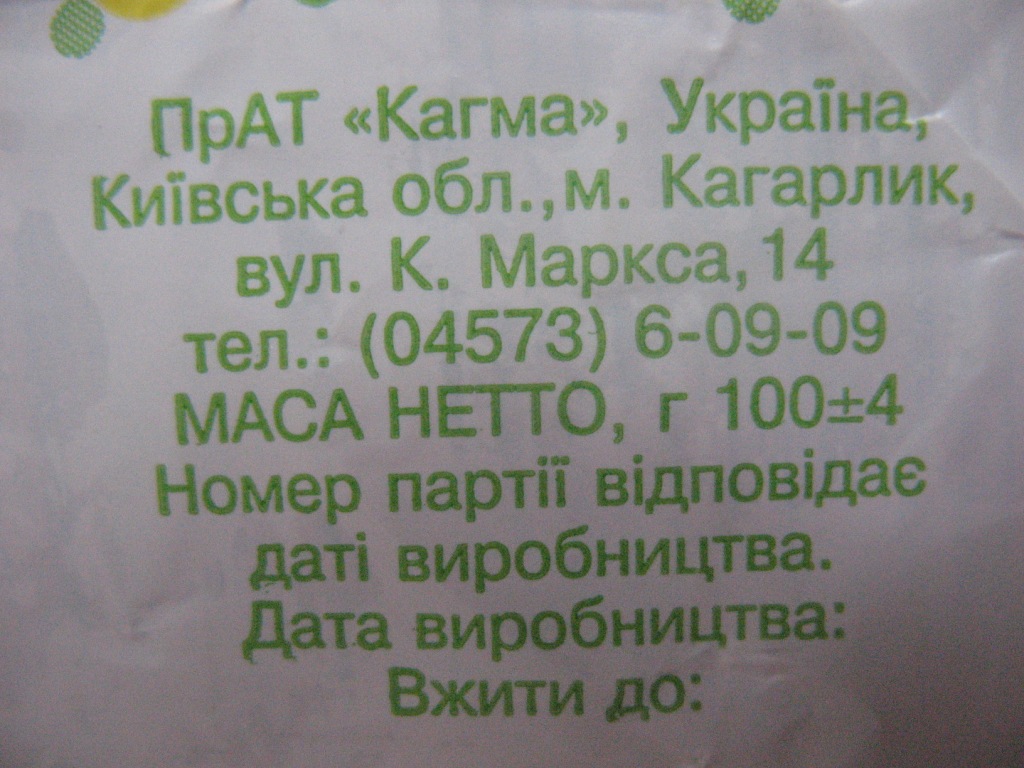 ПрАТ «Кагма», Україна,
Київська обл.,м. Кагарлик,
вул. К. Маркса,14
тел.: (04573) 6-09-09
МАСА НЕТТО, г 100±4
Номер партії відповідає
даті виробництва.
Дата виробництва:
Вжити до: